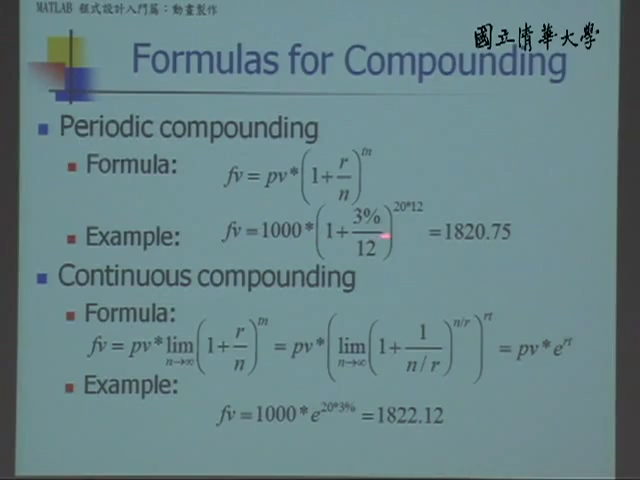 MATLAB 程式設計入門篇：動畫製作
國立清華大學
Formulas for Compounding
Periodic compounding
Formula: fv = pv * (1 + r/n)^tn
Example: fv = 1000 * (1 + 3%/12)^20*12 = 1820.75
Continuous compounding
Formula:
fv = pv * lim n→∞ (1 + r/n)^tn = pv * (lim n→∞ (1 + 1/(n/r))^n/r)^rt = pv * e^rt
Example:
fv = 1000 * e^20*3% = 1822.12